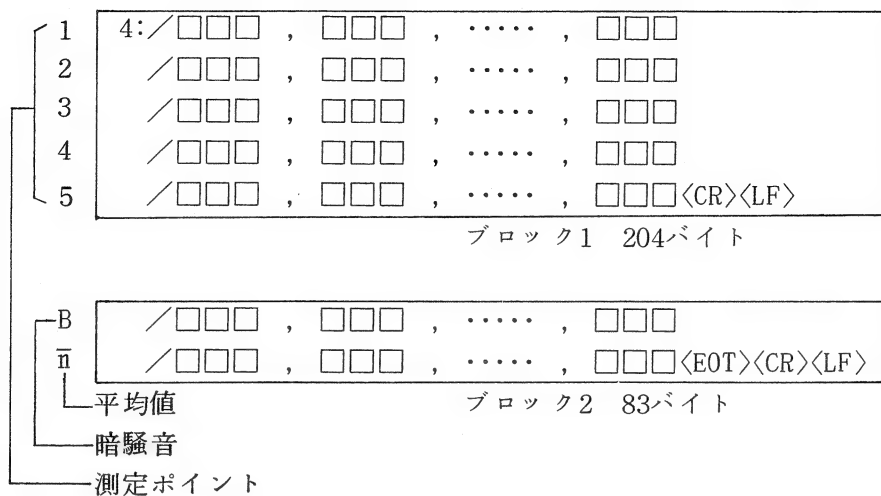 1 4:／□□□ , □□□ , ····· , □□□
2 ／□□□ , □□□ , ····· , □□□
3 ／□□□ , □□□ , ····· , □□□
4 ／□□□ , □□□ , ····· , □□□
5 ／□□□ , □□□ , ····· , □□□〈CR〉〈LF〉
ブロック1 204バイト
B ／□□□ , □□□ , ····· , □□□
n̅ ／□□□ , □□□ , ····· , □□□〈EOT〉〈CR〉〈LF〉
平均値 ブロック2 83バイト
暗騒音
測定ポイント